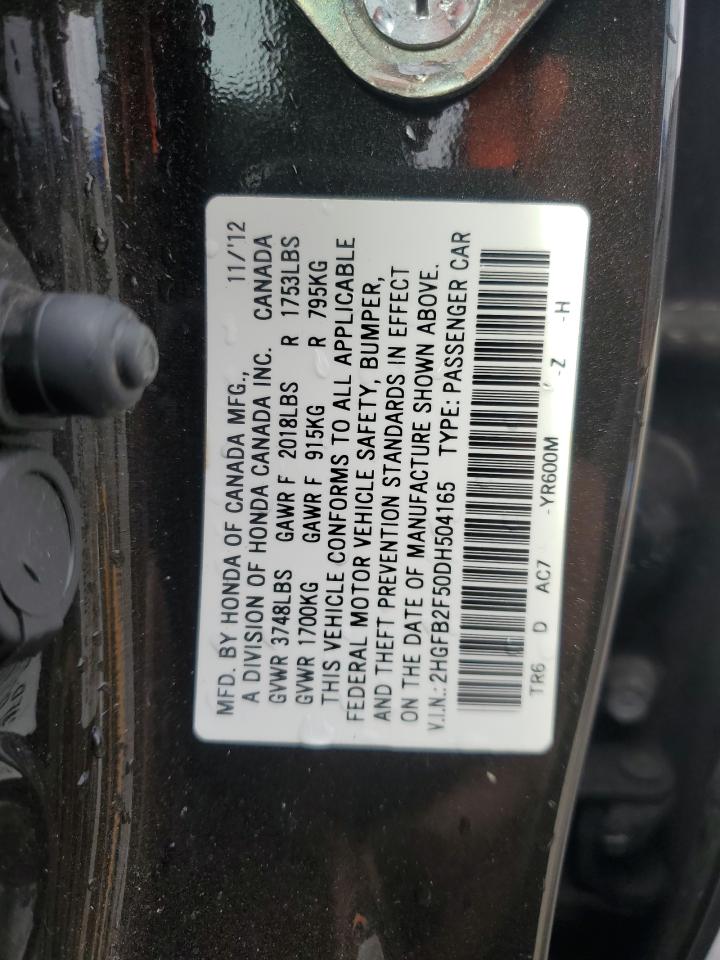 MFD. BY HONDA OF CANADA MFG., 11/'12
A DIVISION OF HONDA CANADA INC. CANADA
GVWR 3748LBS GAWR F 2018LBS R 1753LBS
GVWR 1700KG GAWR F 915KG R 795KG
THIS VEHICLE CONFORMS TO ALL APPLICABLE
FEDERAL MOTOR VEHICLE SAFETY, BUMPER,
AND THEFT PREVENTION STANDARDS IN EFFECT
ON THE DATE OF MANUFACTURE SHOWN ABOVE.
V.I.N.: 2HGFB2F50DH504165 TYPE: PASSENGER CAR
TR6 D AC7 -YR600M -Z -H